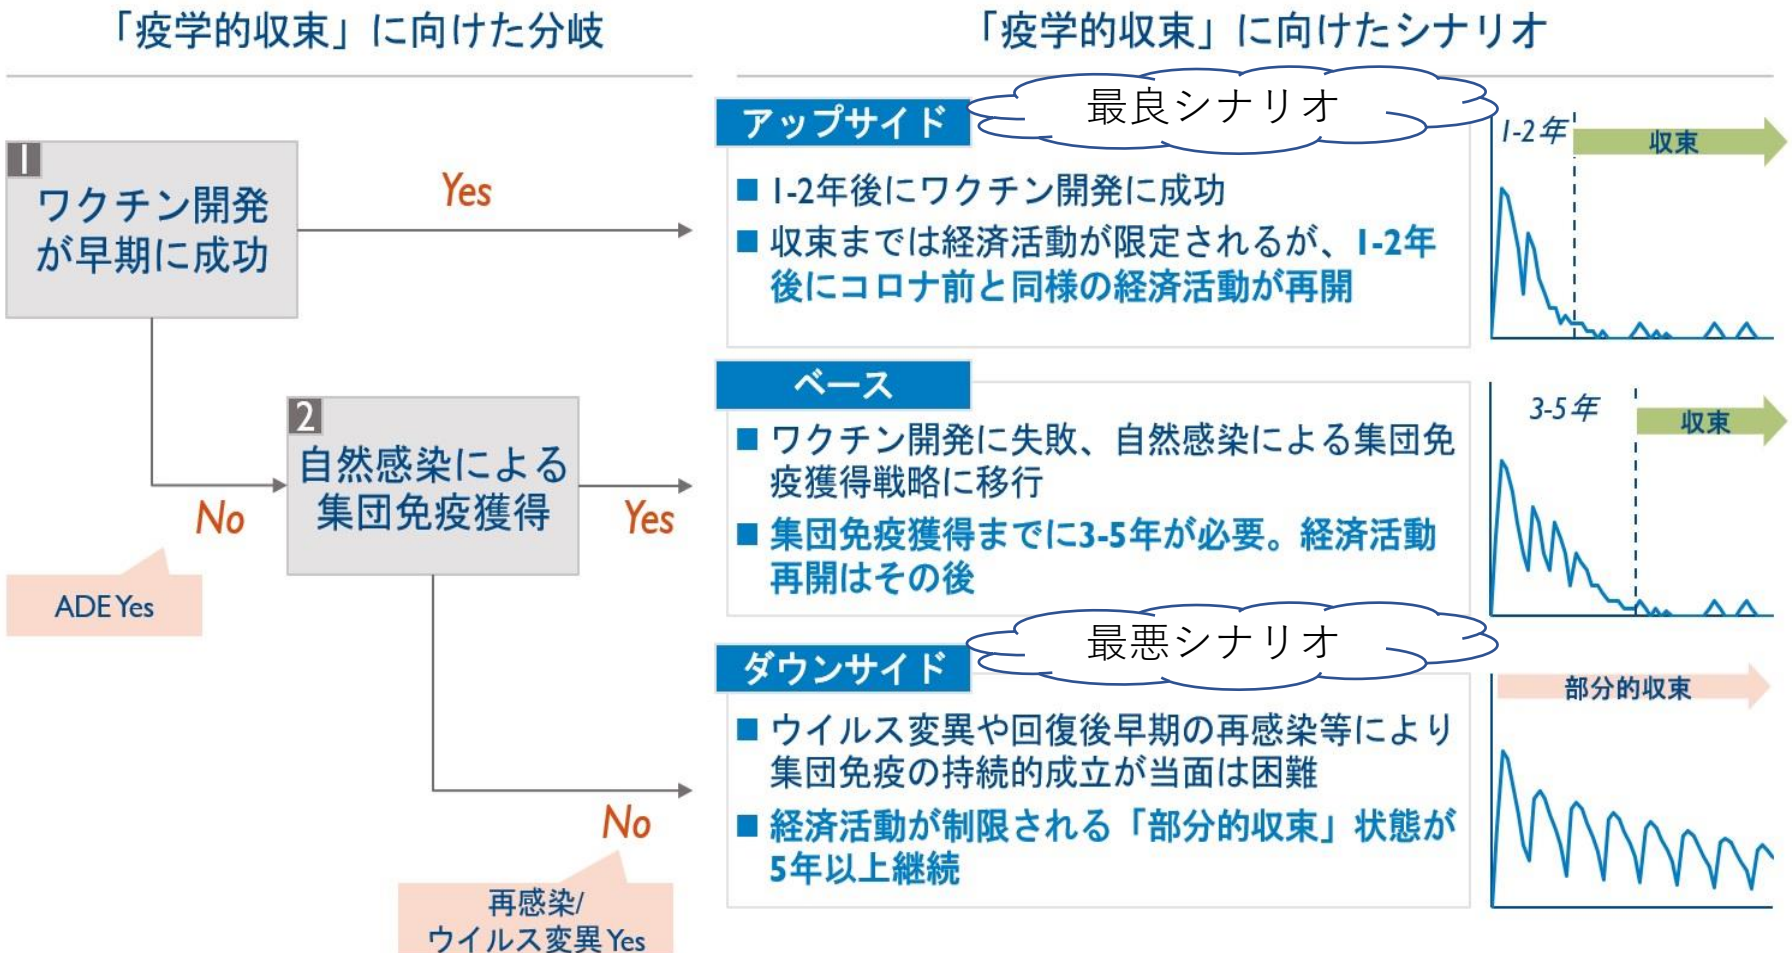 「疫学的収束」に向けた分岐
「疫学的収束」に向けたシナリオ
1
ワクチン開発
が早期に成功
Yes
No
ADE Yes
2
自然感染による
集団免疫獲得
Yes
No
再感染/
ウイルス変異 Yes
アップサイド
最良シナリオ
■ 1-2年後にワクチン開発に成功
■ 収束までは経済活動が限定されるが、1-2年
後にコロナ前と同様の経済活動が再開
1-2年
収束
ベース
■ ワクチン開発に失敗、自然感染による集団免
疫獲得戦略に移行
■ 集団免疫獲得までに3-5年が必要。経済活動
再開はその後
3-5年
収束
ダウンサイド
最悪シナリオ
■ ウイルス変異や回復後早期の再感染等により
集団免疫の持続的成立が当面は困難
■ 経済活動が制限される「部分的収束」状態が
5年以上継続
部分的収束